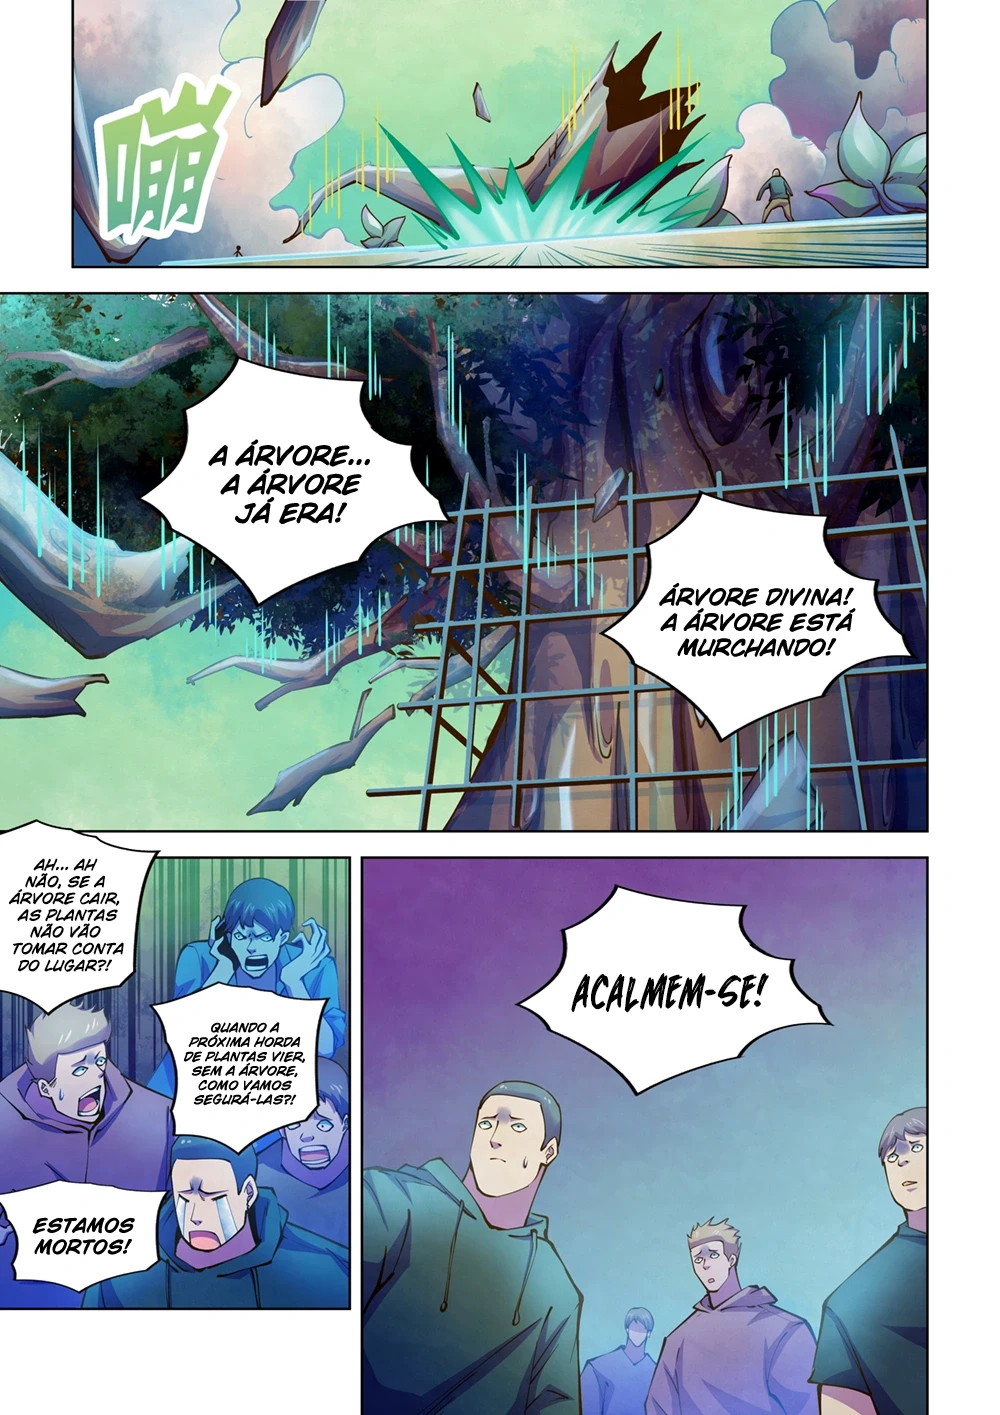 嘣
A ÁRVORE...
A ÁRVORE
JÁ ERA!
ÁRVORE DIVINA!
A ÁRVORE ESTÁ
MURCHANDO!
AH... AH
NÃO, SE A
ÁRVORE CAIR,
AS PLANTAS
NÃO VÃO
TOMAR CONTA
DO LUGAR?!
QUANDO A
PRÓXIMA HORDA
DE PLANTAS VIER,
SEM A ÁRVORE,
COMO VAMOS
SEGURÁ-LAS?!
ESTAMOS
MORTOS!
ACALMEM-SE!